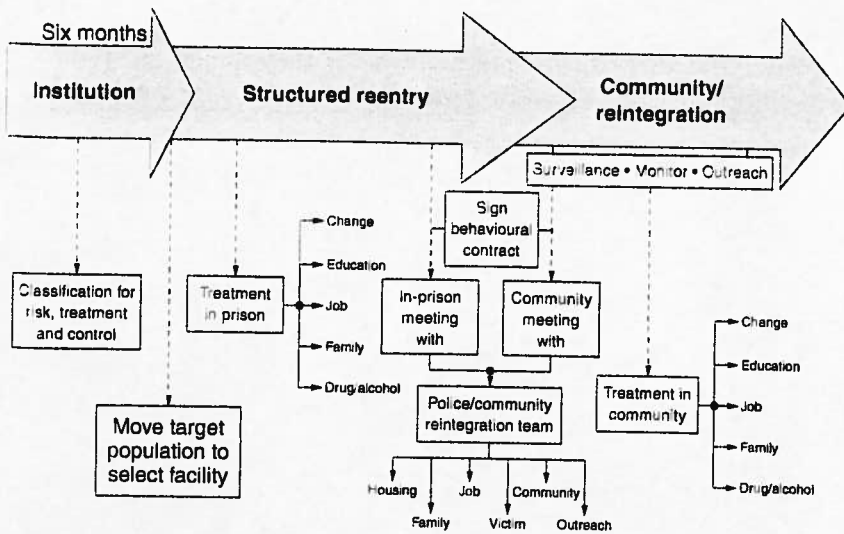 Six months
Institution
Structured reentry
Community/
reintegration
Surveillance • Monitor • Outreach
Sign
behavioural
contract
Classification for
risk, treatment
and control
Move target
population to
select facility
Treatment
in prison
Change
Education
Job
Family
Drug/alcohol
In-prison
meeting
with
Community
meeting
with
Police/community
reintegration team
Housing
Family
Job
Victim
Community
Outreach
Treatment in
community
Change
Education
Job
Family
Drug/alcohol